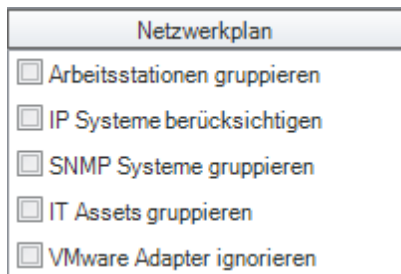 Netzwerkplan
Arbeitsstationen gruppieren
IP Systeme berücksichtigen
SNMP Systeme gruppieren
IT Assets gruppieren
VMware Adapter ignorieren